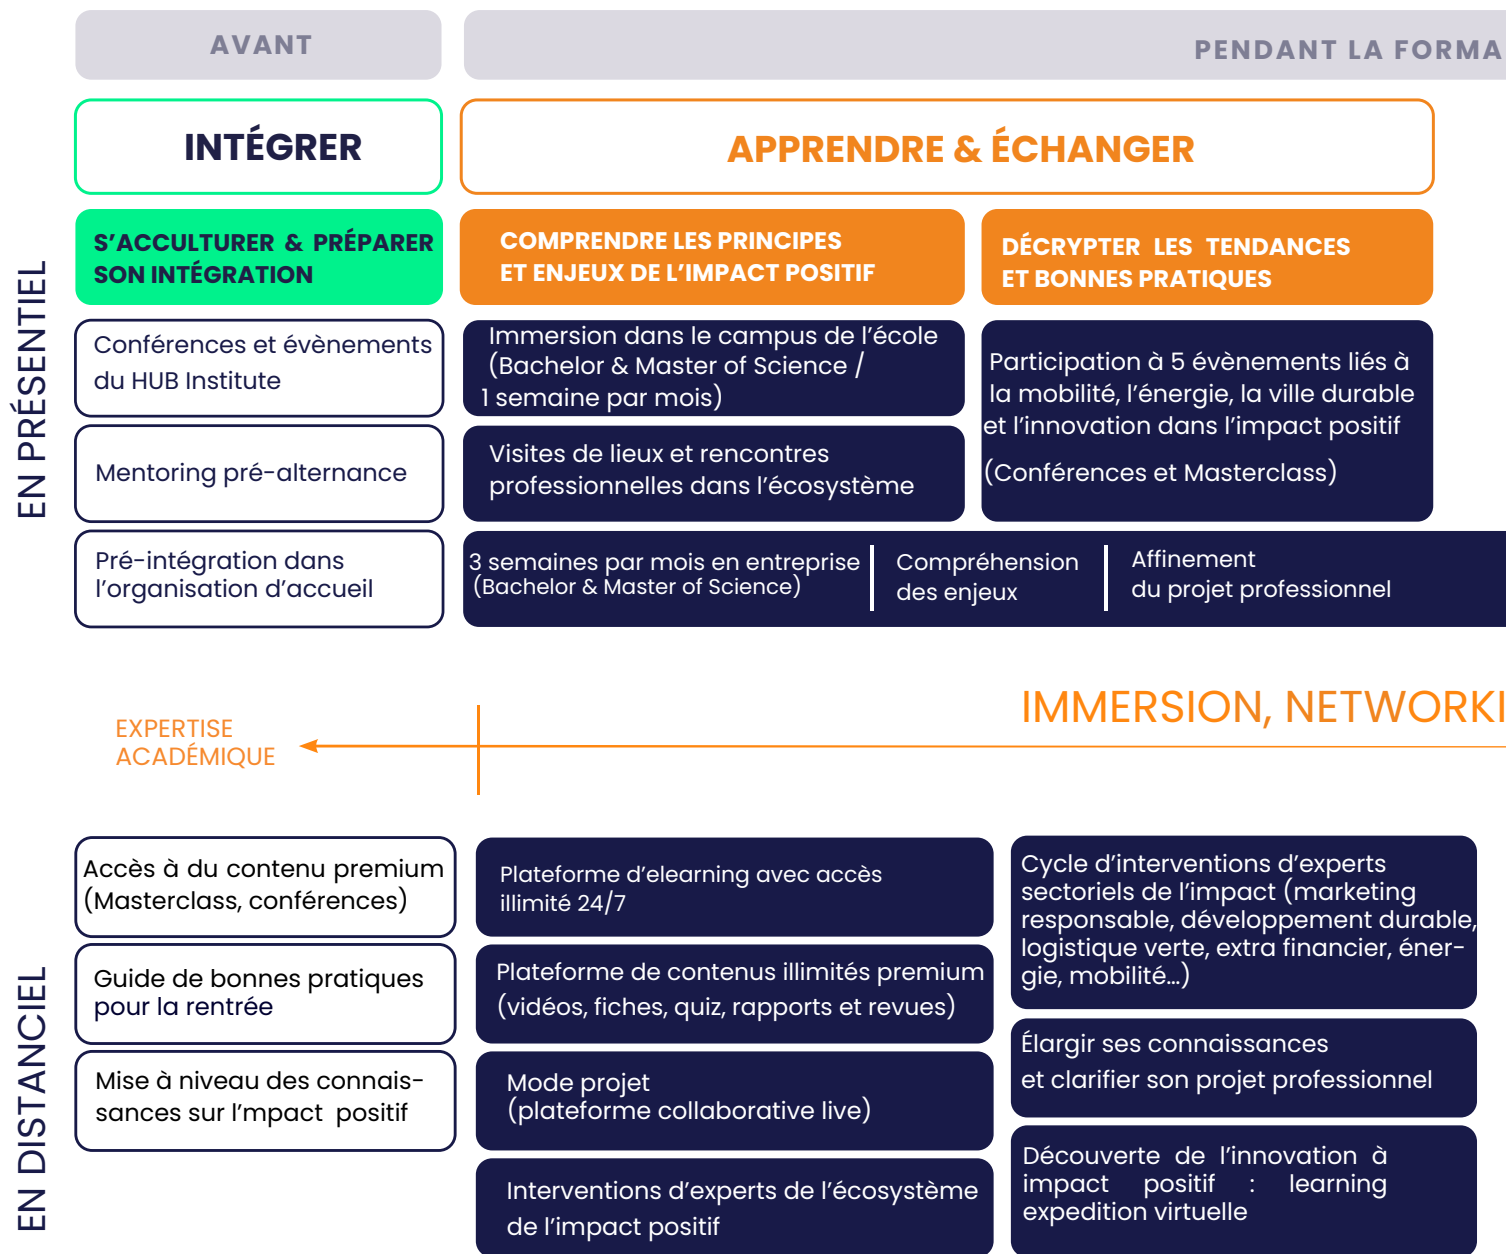 AVANT
PENDANT LA FORMA
INTÉGRER
APPRENDRE & ÉCHANGER
S’ACCULTURER & PRÉPARER
SON INTÉGRATION
COMPRENDRE LES PRINCIPES
ET ENJEUX DE L’IMPACT POSITIF
DÉCRYPTER LES TENDANCES
ET BONNES PRATIQUES
EN PRÉSENTIEL
Conférences et évènements
du HUB Institute
Immersion dans le campus de l’école
(Bachelor & Master of Science /
1 semaine par mois)
Participation à 5 évènements liés à
la mobilité, l’énergie, la ville durable
et l’innovation dans l’impact positif
(Conférences et Masterclass)
Mentoring pré-alternance
Visites de lieux et rencontres
professionnelles dans l’écosystème
Pré-intégration dans
l’organisation d’accueil
3 semaines par mois en entreprise
(Bachelor & Master of Science)
Compréhension
des enjeux
Affinement
du projet professionnel
IMMERSION, NETWORKI
EXPERTISE
ACADÉMIQUE
EN DISTANCIEL
Accès à du contenu premium
(Masterclass, conférences)
Plateforme d’elearning avec accès
illimité 24/7
Cycle d’interventions d’experts
sectoriels de l’impact (marketing
responsable, développement durable,
logistique verte, extra financier, éner-
gie, mobilité…)
Guide de bonnes pratiques
pour la rentrée
Plateforme de contenus illimités premium
(vidéos, fiches, quiz, rapports et revues)
Élargir ses connaissances
et clarifier son projet professionnel
Mise à niveau des connais-
sances sur l’mpact positif
Mode projet
(plateforme collaborative live)
Découverte de l’innovation à
impact positif : learning
expedition virtuelle
Interventions d’experts de l’écosystème
de l’impact positif